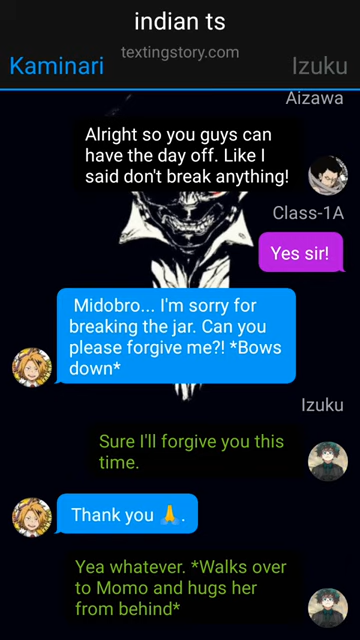 indian ts
textingstory.com
Kaminari
Izuku
Aizawa
Alright so you guys can
have the day off. Like I
said don't break anything!
Class-1A
Yes sir!
Midobro... I'm sorry for
breaking the jar. Can you
please forgive me?! *Bows
down*
Izuku
Sure I'll forgive you this
time.
Thank you 🙏.
Yea whatever. *Walks over
to Momo and hugs her
from behind*